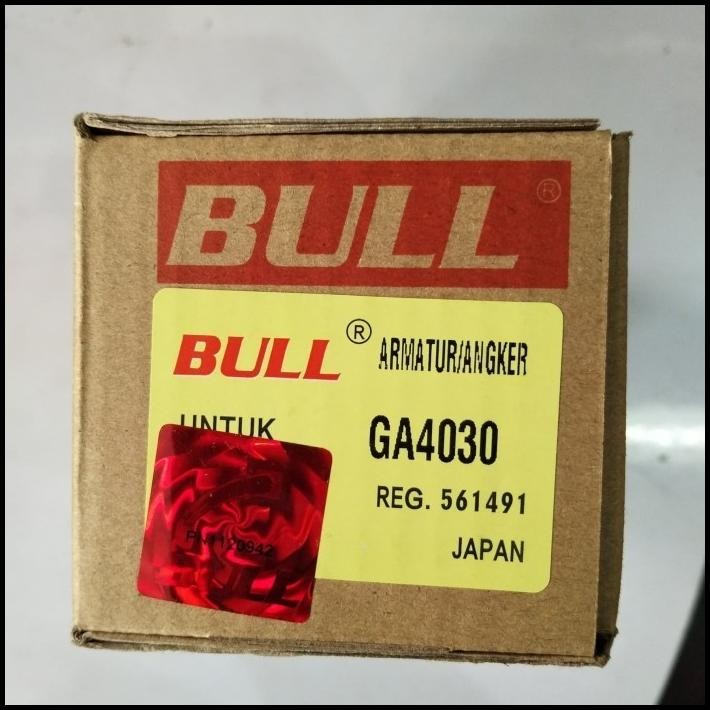 BULL®
BULL® ARMATUR/ANGKER
UNTUK GA4030
REG. 561491
JAPAN